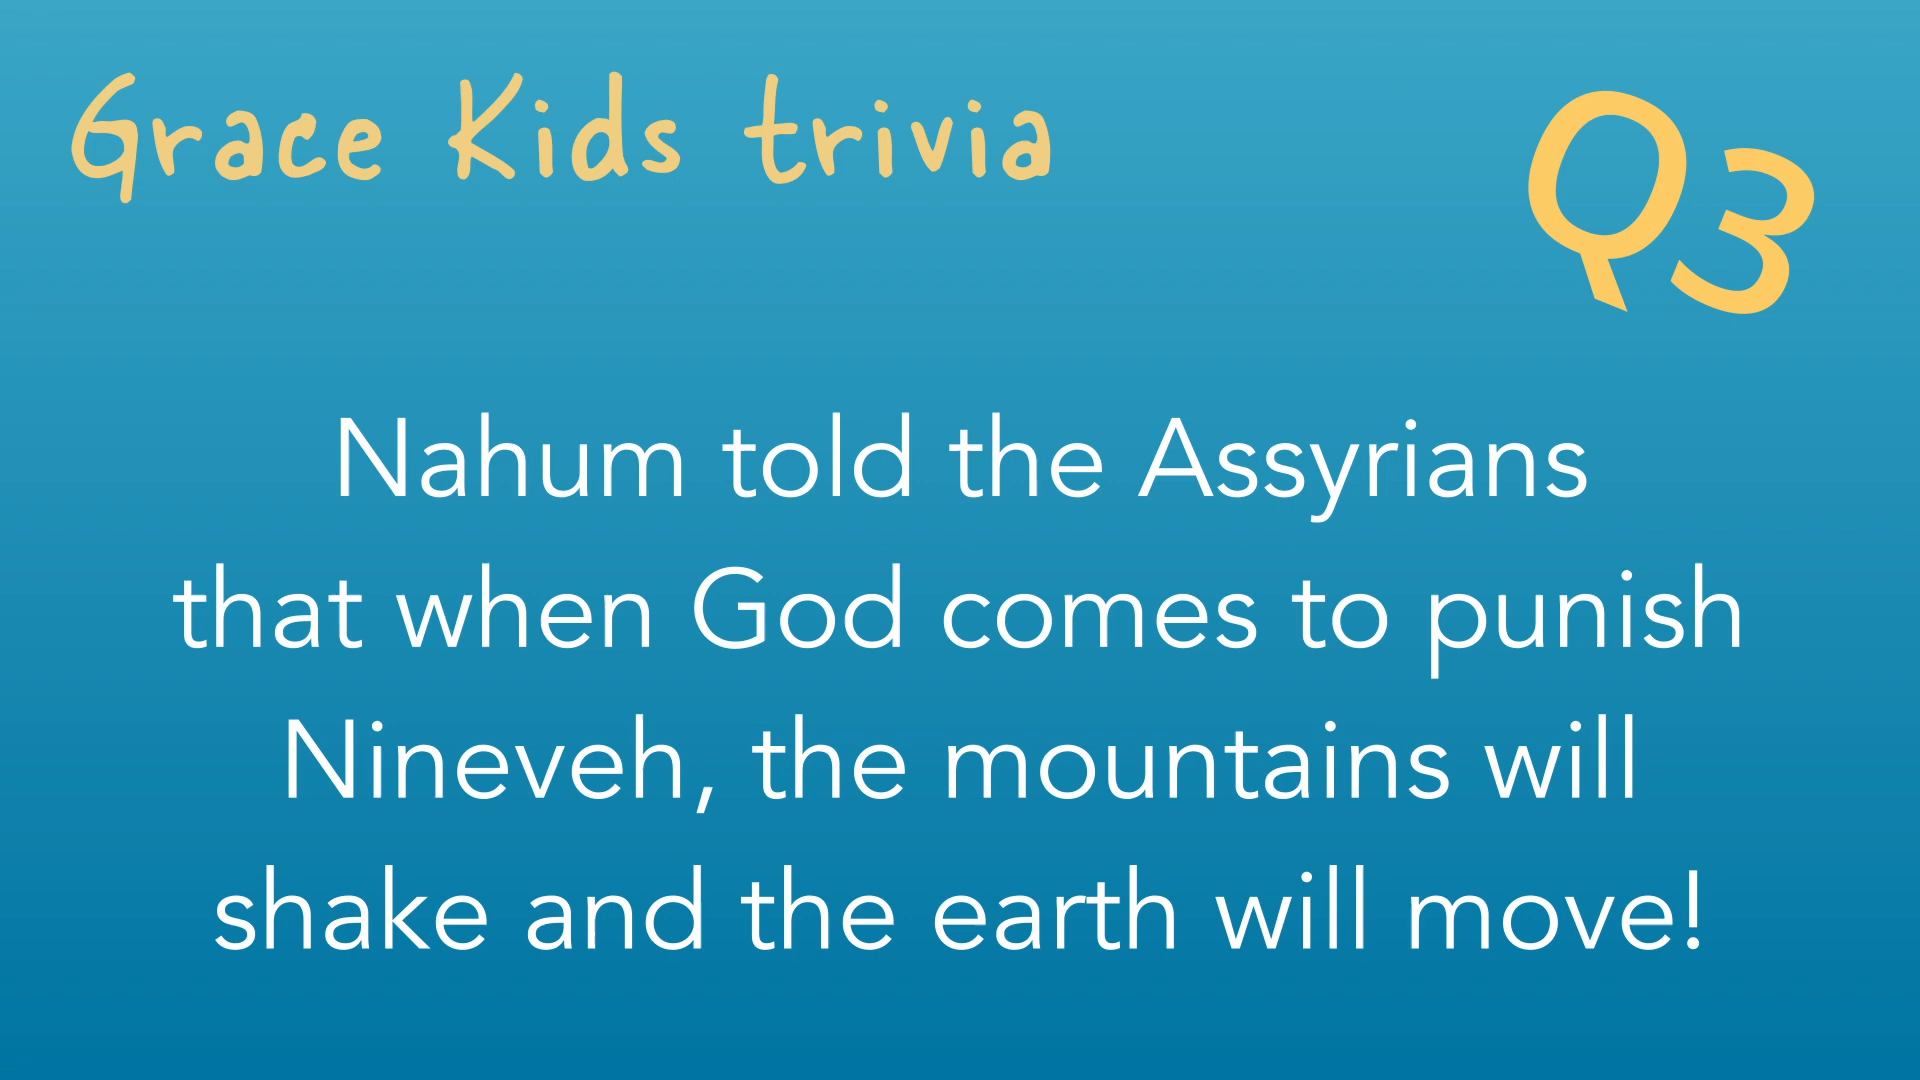 Grace Kids trivia
Q3
Nahum told the Assyrians
that when God comes to punish
Nineveh, the mountains will
shake and the earth will move!